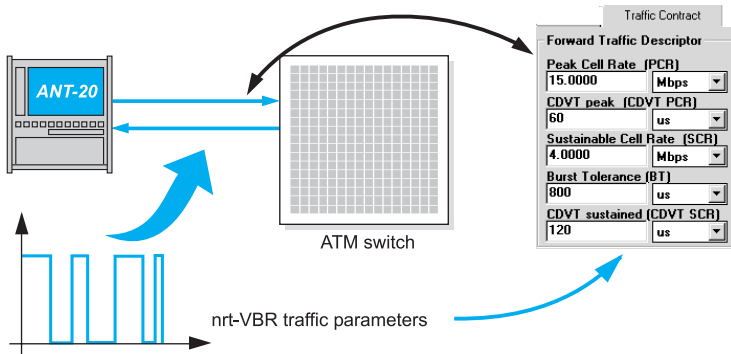 Traffic Contract
Forward Traffic Descriptor
Peak Cell Rate (PCR)
15.0000 Mbps
CDVT peak (CDVT PCR)
60 us
Sustainable Cell Rate (SCR)
4.0000 Mbps
Burst Tolerance (BT)
800 us
CDVT sustained (CDVT SCR)
120 us
ANT-20
ATM switch
nrt-VBR traffic parameters